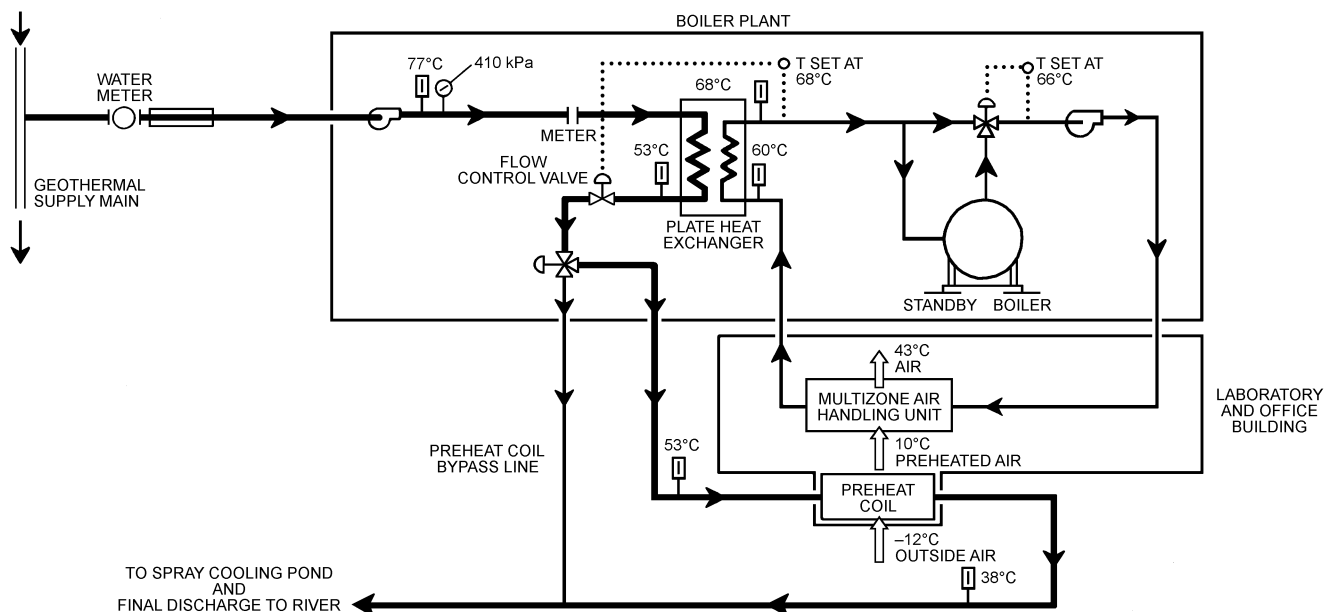 BOILER PLANT
WATER
METER
77°C
410 kPa
T SET AT
68°C
T SET AT
66°C
68°C
METER
53°C
60°C
FLOW
CONTROL VALVE
GEOTHERMAL
SUPPLY MAIN
PLATE HEAT
EXCHANGER
STANDBY BOILER
43°C
AIR
MULTIZONE AIR
HANDLING UNIT
LABORATORY
AND OFFICE
BUILDING
10°C
PREHEATED AIR
PREHEAT COIL
BYPASS LINE
53°C
PREHEAT
COIL
–12°C
OUTSIDE AIR
38°C
TO SPRAY COOLING POND
AND
FINAL DISCHARGE TO RIVER